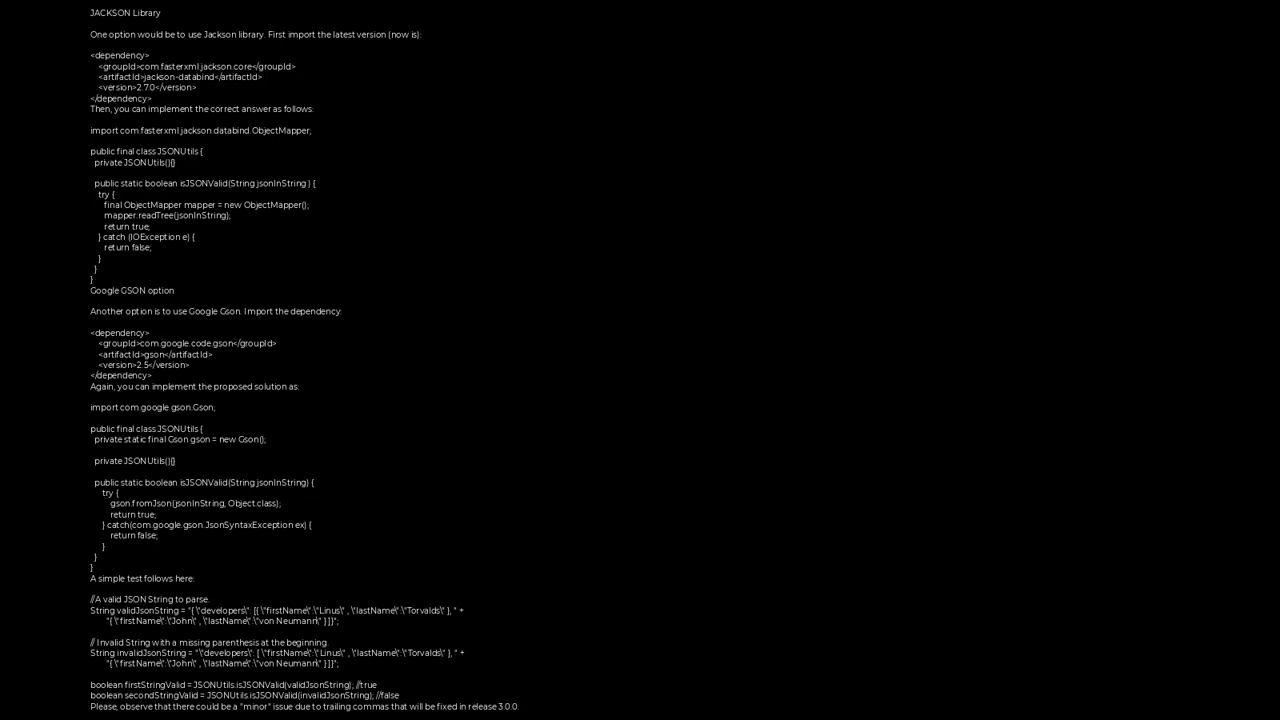 JACKSON Library
One option would be to use Jackson library. First import the latest version (now is):
<dependency>
<groupId>com.fasterxml.jackson.core</groupId>
<artifactId>jackson-databind</artifactId>
<version>2.7.0</version>
</dependency>
Then, you can implement the correct answer as follows:
import com.fasterxml.jackson.databind.ObjectMapper;
public final class JSONUtils {
private JSONUtils(){}
public static boolean isJSONValid(String jsonInString ) {
try {
final ObjectMapper mapper = new ObjectMapper();
mapper.readTree(jsonInString);
return true;
} catch (IOException e) {
return false;
}
}
}
Google GSON option
Another option is to use Google Gson. Import the dependency:
<dependency>
<groupId>com.google.code.gson</groupId>
<artifactId>gson</artifactId>
<version>2.5</version>
</dependency>
Again, you can implement the proposed solution as:
import com.google.gson.Gson;
public final class JSONUtils {
private static final Gson gson = new Gson();
private JSONUtils(){}
public static boolean isJSONValid(String jsonInString) {
try {
gson.fromJson(jsonInString, Object.class);
return true;
} catch(com.google.gson.JsonSyntaxException ex) {
return false;
}
}
}
A simple test follows here:
//A valid JSON String to parse.
String validJsonString = "{ \"developers\": [{ \"firstName\":\"Linus\" , \"lastName\":\"Torvalds\" }, " +
"{ \"firstName\":\"John\" , \"lastName\":\"von Neumann\" } ]}";
// Invalid String with a missing parenthesis at the beginning.
String invalidJsonString = "\"developers\": [ \"firstName\":\"Linus\" , \"lastName\":\"Torvalds\" }, " +
"{ \"firstName\":\"John\" , \"lastName\":\"von Neumann\" } ]}";
boolean firstStringValid = JSONUtils.isJSONValid(validJsonString); //true
boolean secondStringValid = JSONUtils.isJSONValid(invalidJsonString); //false
Please, observe that there could be a "minor" issue due to trailing commas that will be fixed in release 3.0.0.